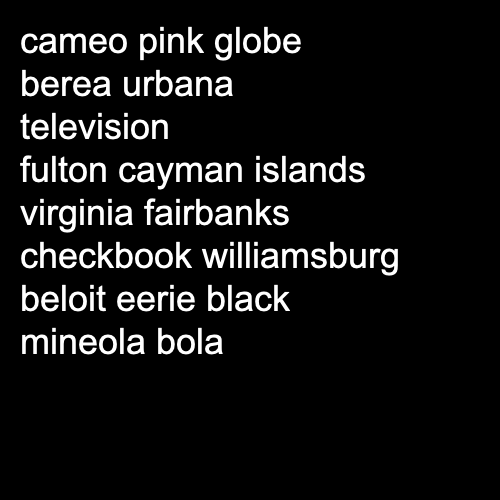 cameo pink globe
berea urbana
television
fulton cayman islands
virginia fairbanks
checkbook williamsburg
beloit eerie black
mineola bola